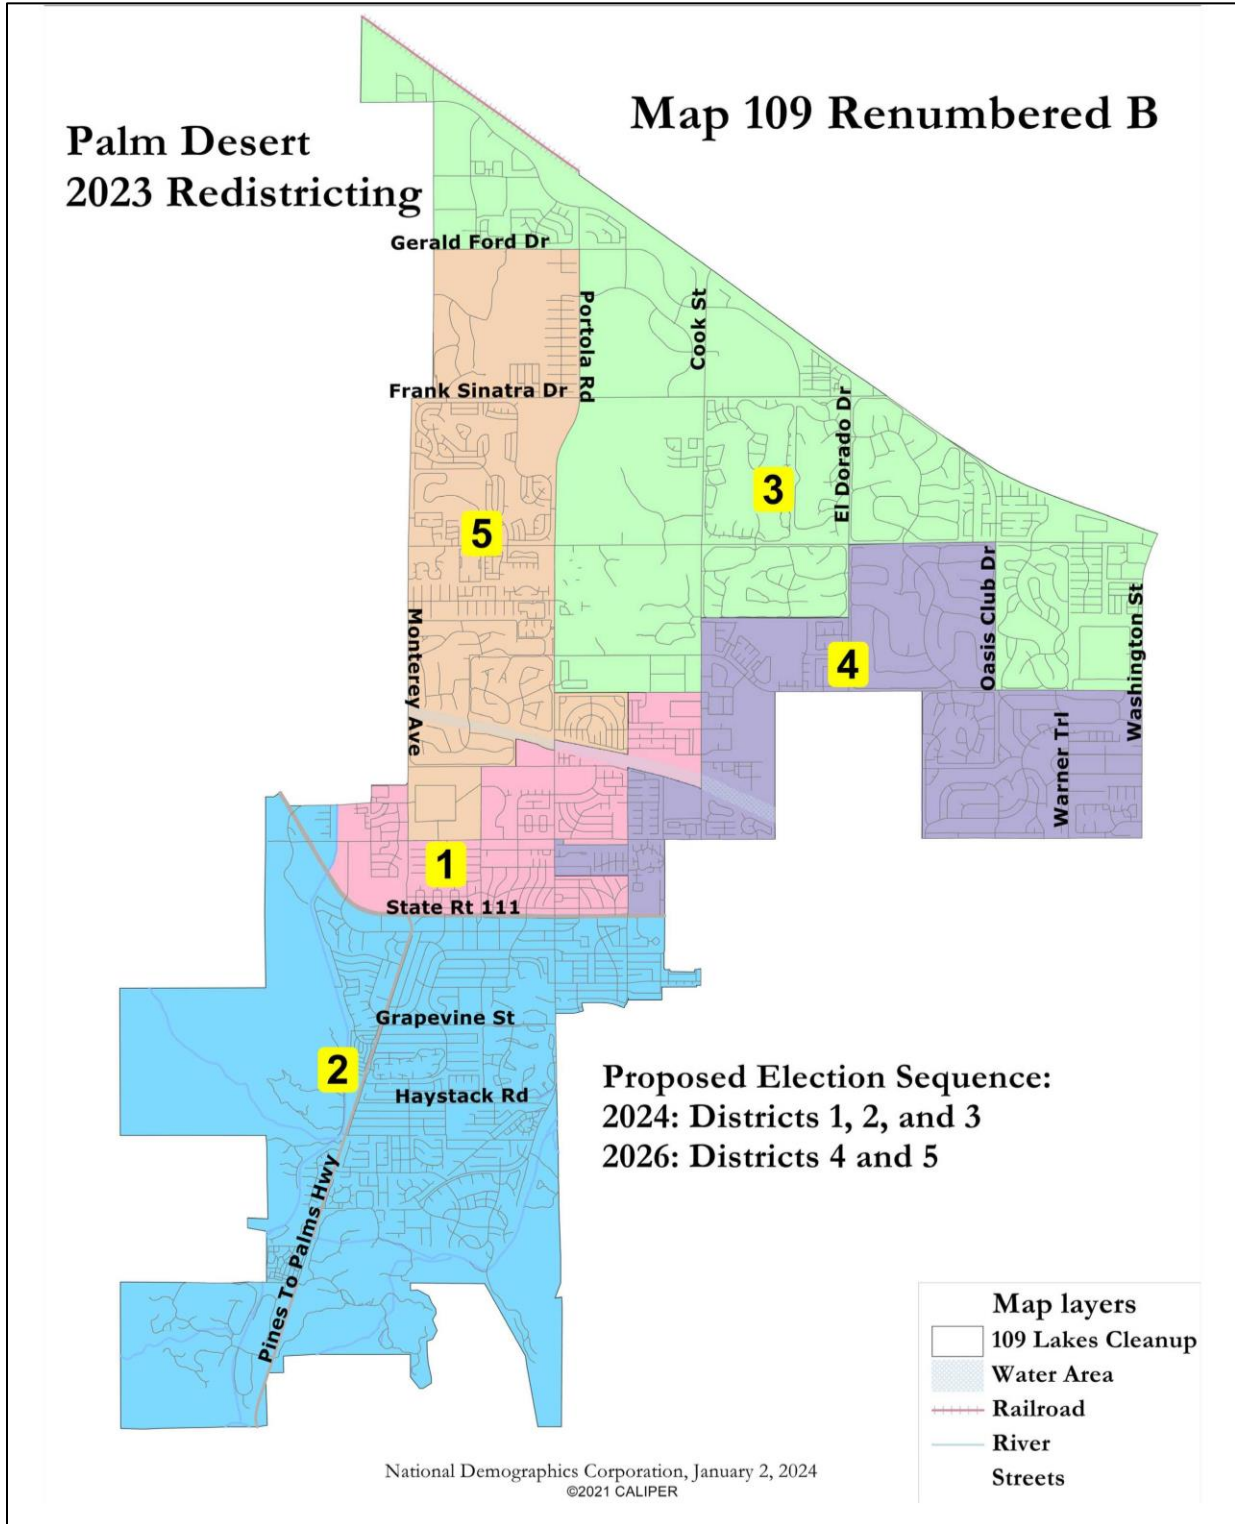 Map 109 Renumbered B
Palm Desert
2023 Redistricting
Gerald Ford Dr
Portola Rd
Cook St
Frank Sinatra Dr
El Dorado Dr
3
5
Oasis Club Dr
Washington St
Monterey Ave
4
Warner Trl
1
State Rt 111
Grapevine St
2
Haystack Rd
Proposed Election Sequence:
2024: Districts 1, 2, and 3
2026: Districts 4 and 5
Pines To Palms Hwy
Map layers
109 Lakes Cleanup
Water Area
Railroad
River
Streets
National Demographics Corporation, January 2, 2024
©2021 CALIPER